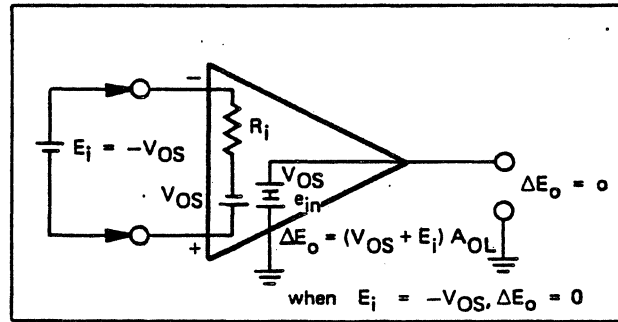 −
R_i
E_i = −V_OS
V_OS
V_OS
e_in
ΔE_o = o
+
ΔE_o = (V_OS + E_i) A_OL
when E_i = −V_OS, ΔE_o = 0